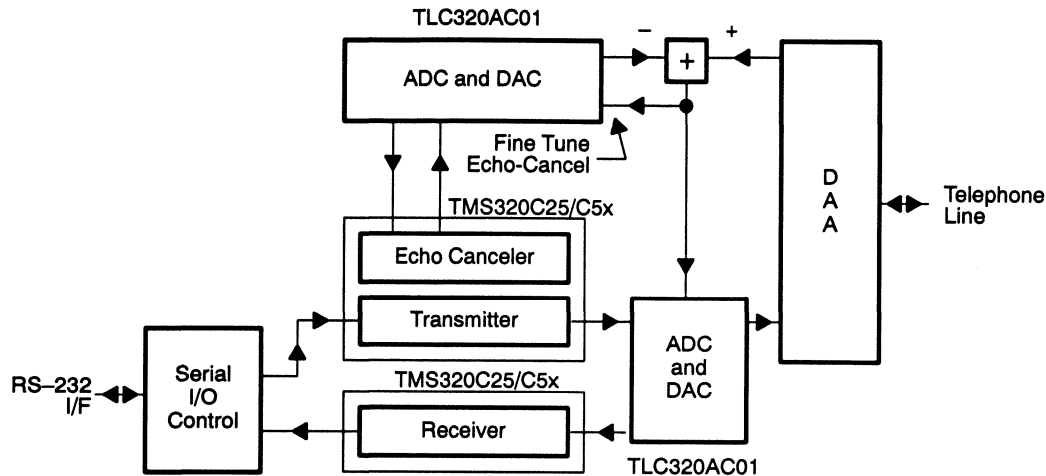 TLC320AC01
− +
+
ADC and DAC
Fine Tune
Echo-Cancel
D
A
A
Telephone
Line
TMS320C25/C5x
Echo Canceler
Transmitter
ADC
and
DAC
Serial
I/O
Control
RS–232
I/F
TMS320C25/C5x
Receiver
TLC320AC01